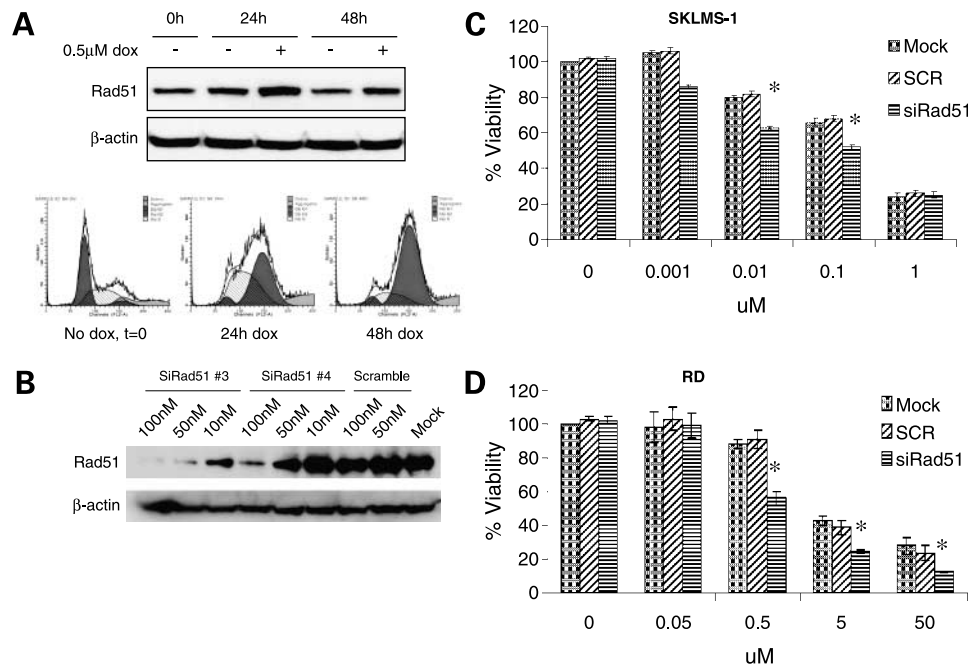 A
0h 24h 48h
0.5μM dox - - + - +
Rad51
β-actin
No dox, t=0 24h dox 48h dox
B
SiRad51 #3 SiRad51 #4 Scramble
100nM 50nM 10nM 100nM 50nM 10nM 100nM 50nM Mock
Rad51
β-actin
C
SKLMS-1
% Viability
120
100
80
60
40
20
0
Mock
SCR
siRad51
*
*
0 0.001 0.01 0.1 1
uM
D
RD
% Viability
120
100
80
60
40
20
0
Mock
SCR
siRad51
*
*
*
0 0.05 0.5 5 50
uM